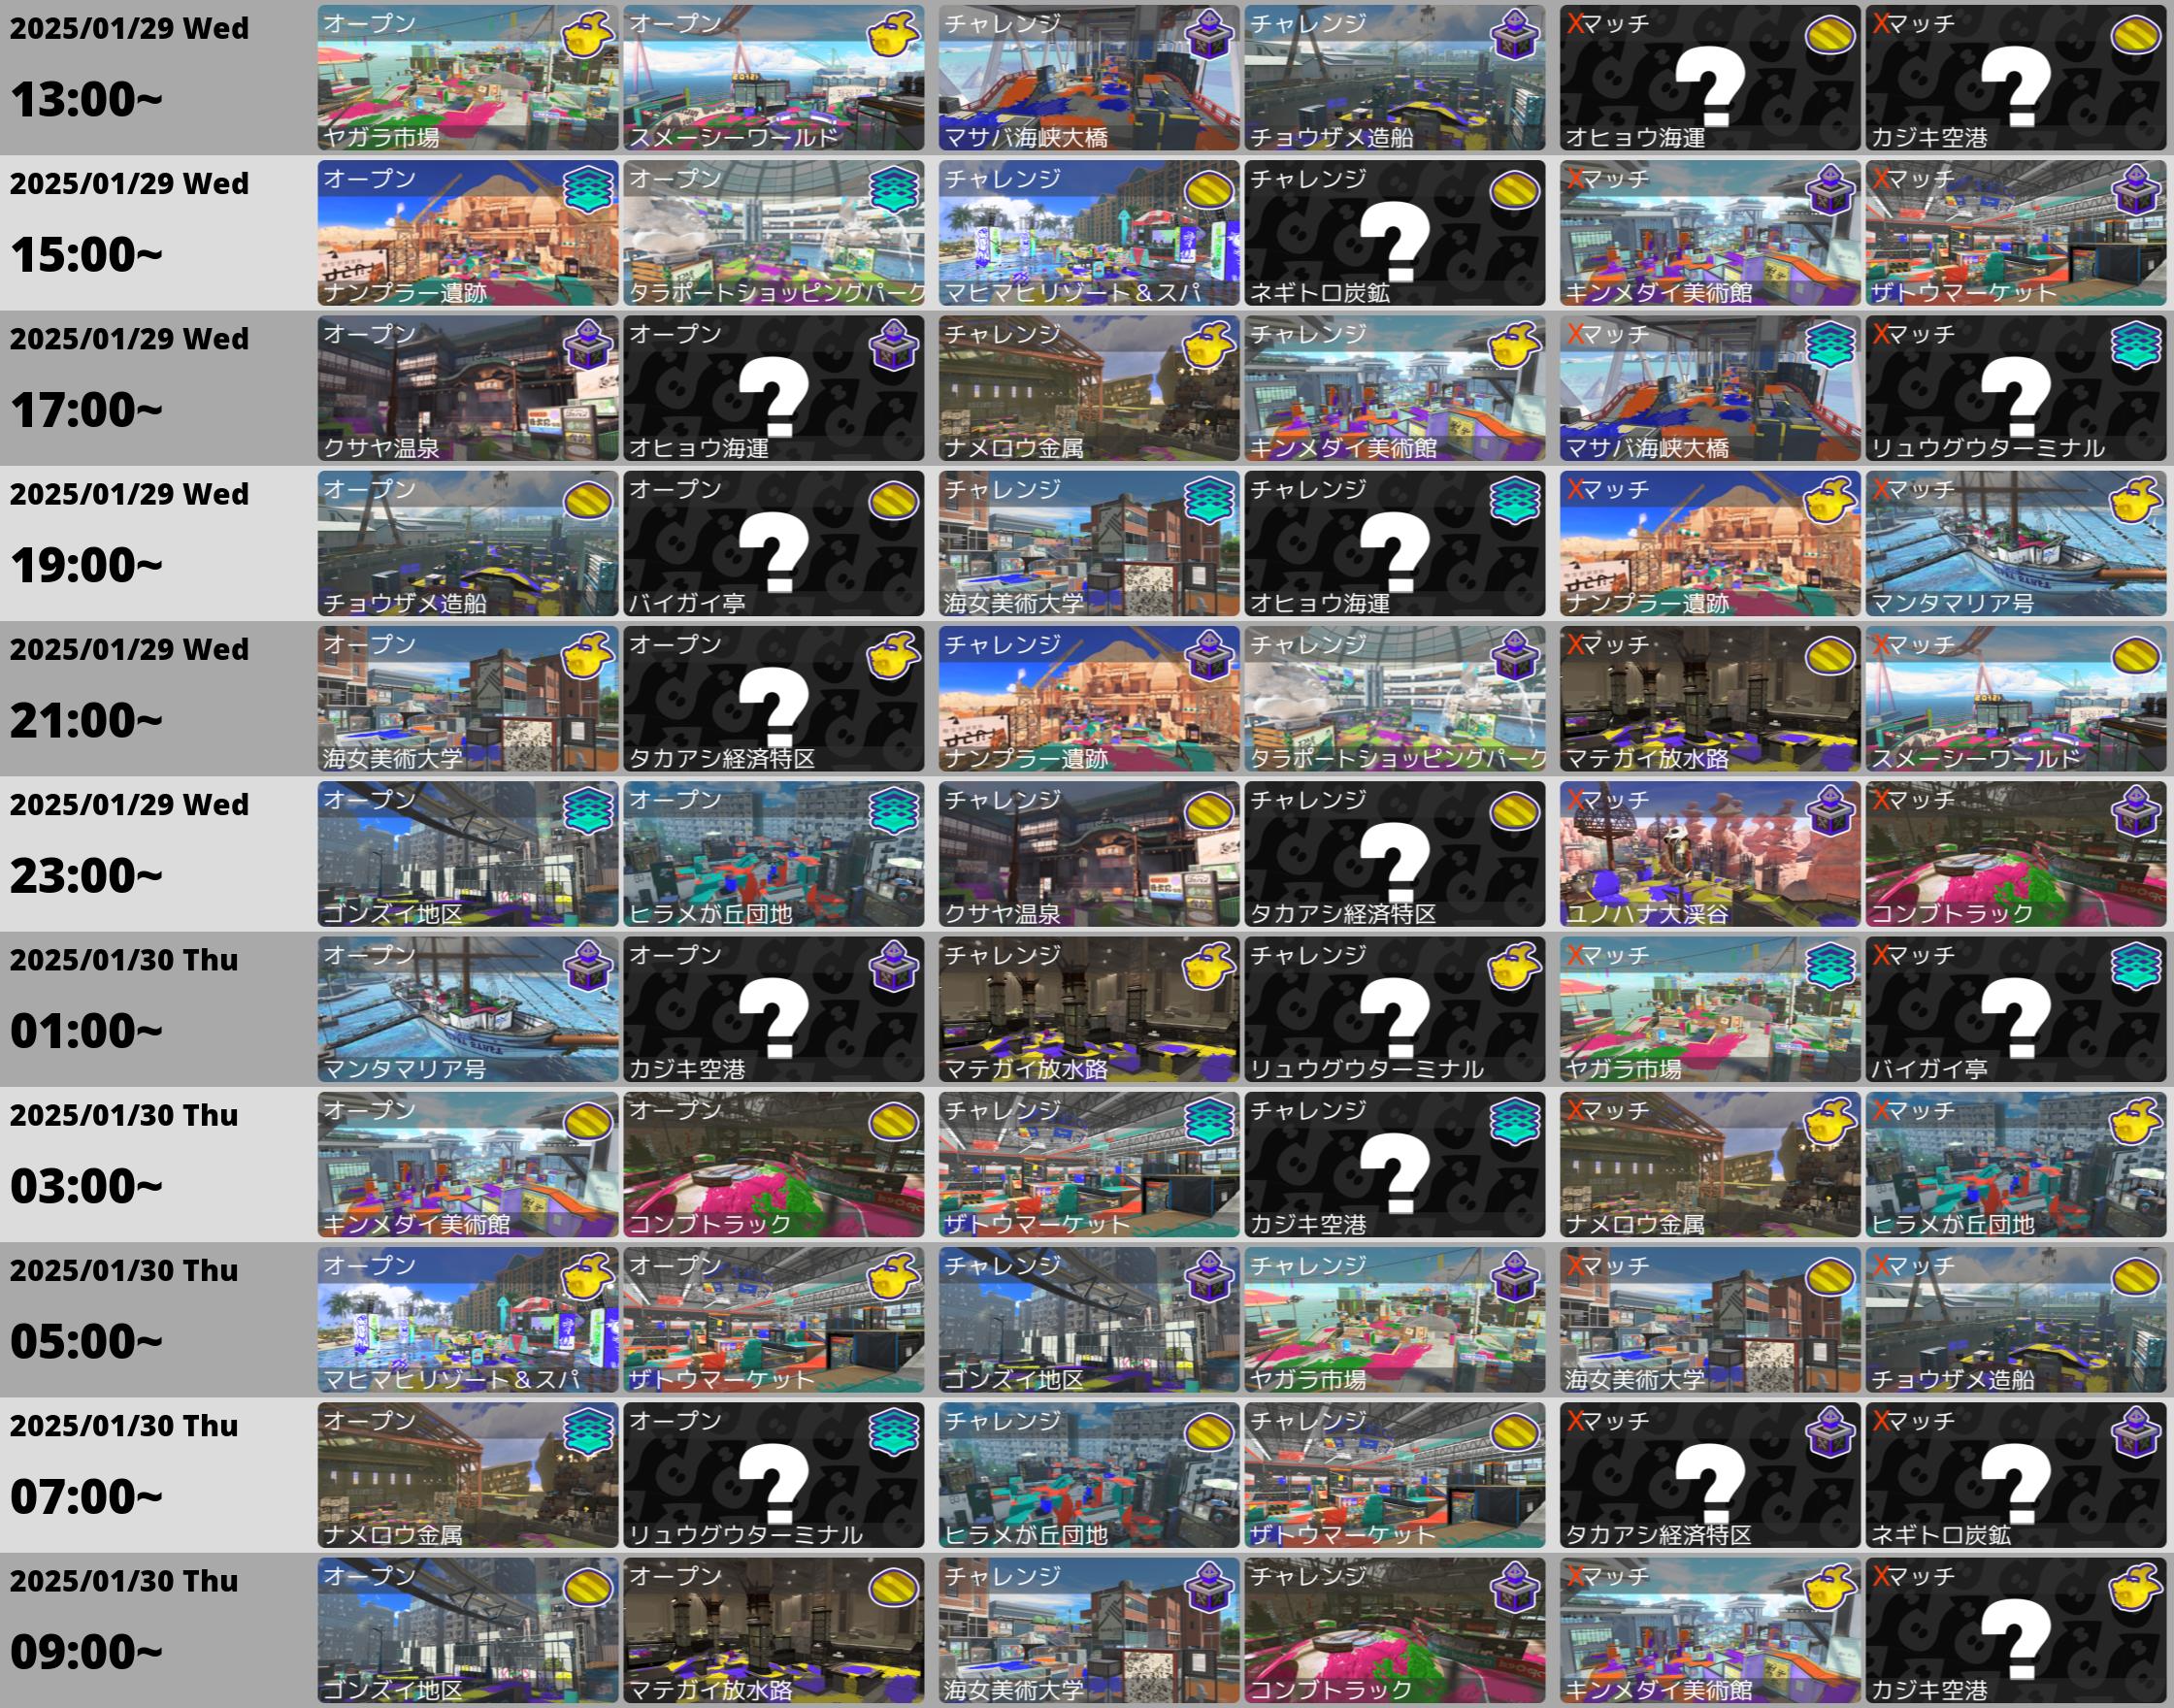 2025/01/29 Wed
13:00~
オープン
ヤガラ市場
オープン
スメーシーワールド
チャレンジ
マサバ海峡大橋
チャレンジ
チョウザメ造船
Xマッチ
オヒョウ海運
Xマッチ
カジキ空港
2025/01/29 Wed
15:00~
オープン
ナンプラー遺跡
オープン
タラポートショッピングパーク
チャレンジ
マヒマヒリゾート&スパ
チャレンジ
ネギトロ炭鉱
Xマッチ
キンメダイ美術館
Xマッチ
ザトウマーケット
2025/01/29 Wed
17:00~
オープン
クサヤ温泉
オープン
オヒョウ海運
チャレンジ
ナメロウ金属
チャレンジ
キンメダイ美術館
Xマッチ
マサバ海峡大橋
Xマッチ
リュウグウターミナル
2025/01/29 Wed
19:00~
オープン
チョウザメ造船
オープン
バイガイ亭
チャレンジ
海女美術大学
チャレンジ
オヒョウ海運
Xマッチ
ナンプラー遺跡
Xマッチ
マンタマリア号
2025/01/29 Wed
21:00~
オープン
海女美術大学
オープン
タカアシ経済特区
チャレンジ
ナンプラー遺跡
チャレンジ
タラポートショッピングパーク
Xマッチ
マテガイ放水路
Xマッチ
スメーシーワールド
2025/01/29 Wed
23:00~
オープン
ゴンズイ地区
オープン
ヒラメが丘団地
チャレンジ
クサヤ温泉
チャレンジ
タカアシ経済特区
Xマッチ
ユノハナ大渓谷
Xマッチ
コンブトラック
2025/01/30 Thu
01:00~
オープン
マンタマリア号
オープン
カジキ空港
チャレンジ
マテガイ放水路
チャレンジ
リュウグウターミナル
Xマッチ
ヤガラ市場
Xマッチ
バイガイ亭
2025/01/30 Thu
03:00~
オープン
キンメダイ美術館
オープン
コンブトラック
チャレンジ
ザトウマーケット
チャレンジ
カジキ空港
Xマッチ
ナメロウ金属
Xマッチ
ヒラメが丘団地
2025/01/30 Thu
05:00~
オープン
マヒマヒリゾート&スパ
オープン
ザトウマーケット
チャレンジ
ゴンズイ地区
チャレンジ
ヤガラ市場
Xマッチ
海女美術大学
Xマッチ
チョウザメ造船
2025/01/30 Thu
07:00~
オープン
ナメロウ金属
オープン
リュウグウターミナル
チャレンジ
ヒラメが丘団地
チャレンジ
ザトウマーケット
Xマッチ
タカアシ経済特区
Xマッチ
ネギトロ炭鉱
2025/01/30 Thu
09:00~
オープン
ゴンズイ地区
オープン
マテガイ放水路
チャレンジ
海女美術大学
チャレンジ
コンブトラック
Xマッチ
キンメダイ美術館
Xマッチ
カジキ空港